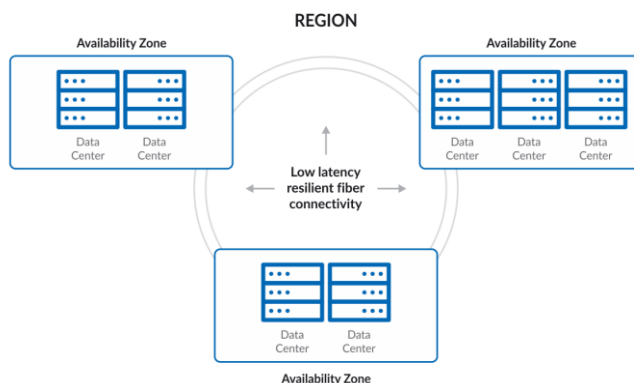 REGION
Availability Zone
Availability Zone
Data
Center
Data
Center
Data
Center
Data
Center
Data
Center
Low latency
resilient fiber
connectivity
Data
Center
Data
Center
Availability Zone